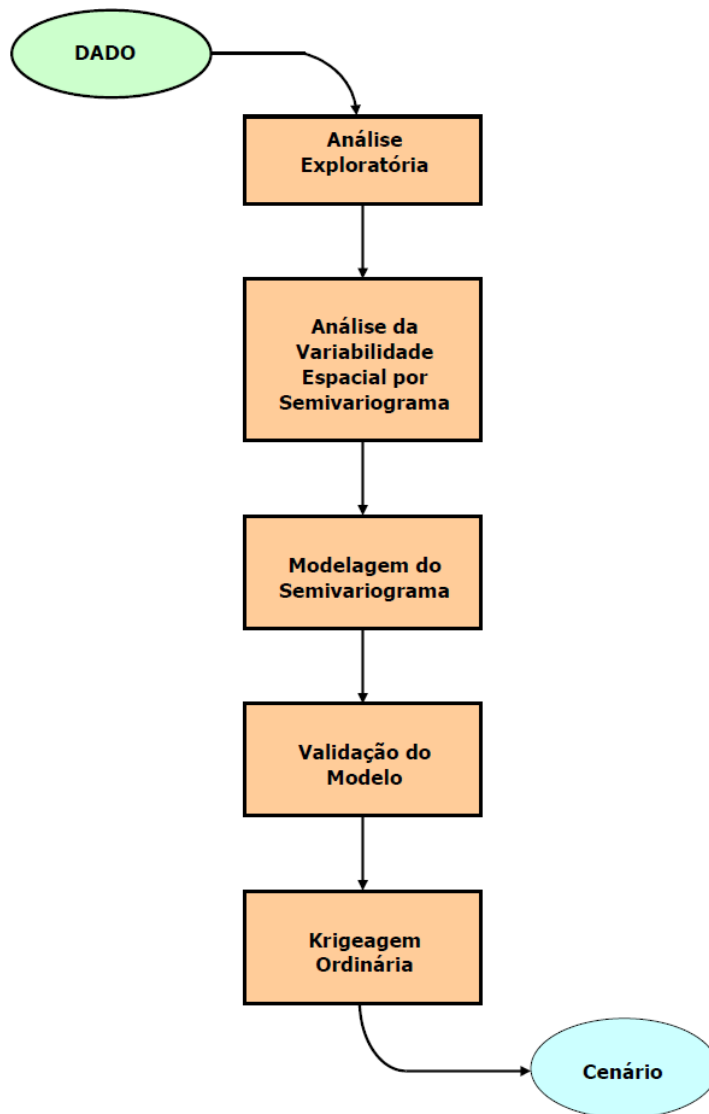 DADO
Análise
Exploratória
Análise da
Variabilidade
Espacial por
Semivariograma
Modelagem do
Semivariograma
Validação do
Modelo
Krigeagem
Ordinária
Cenário